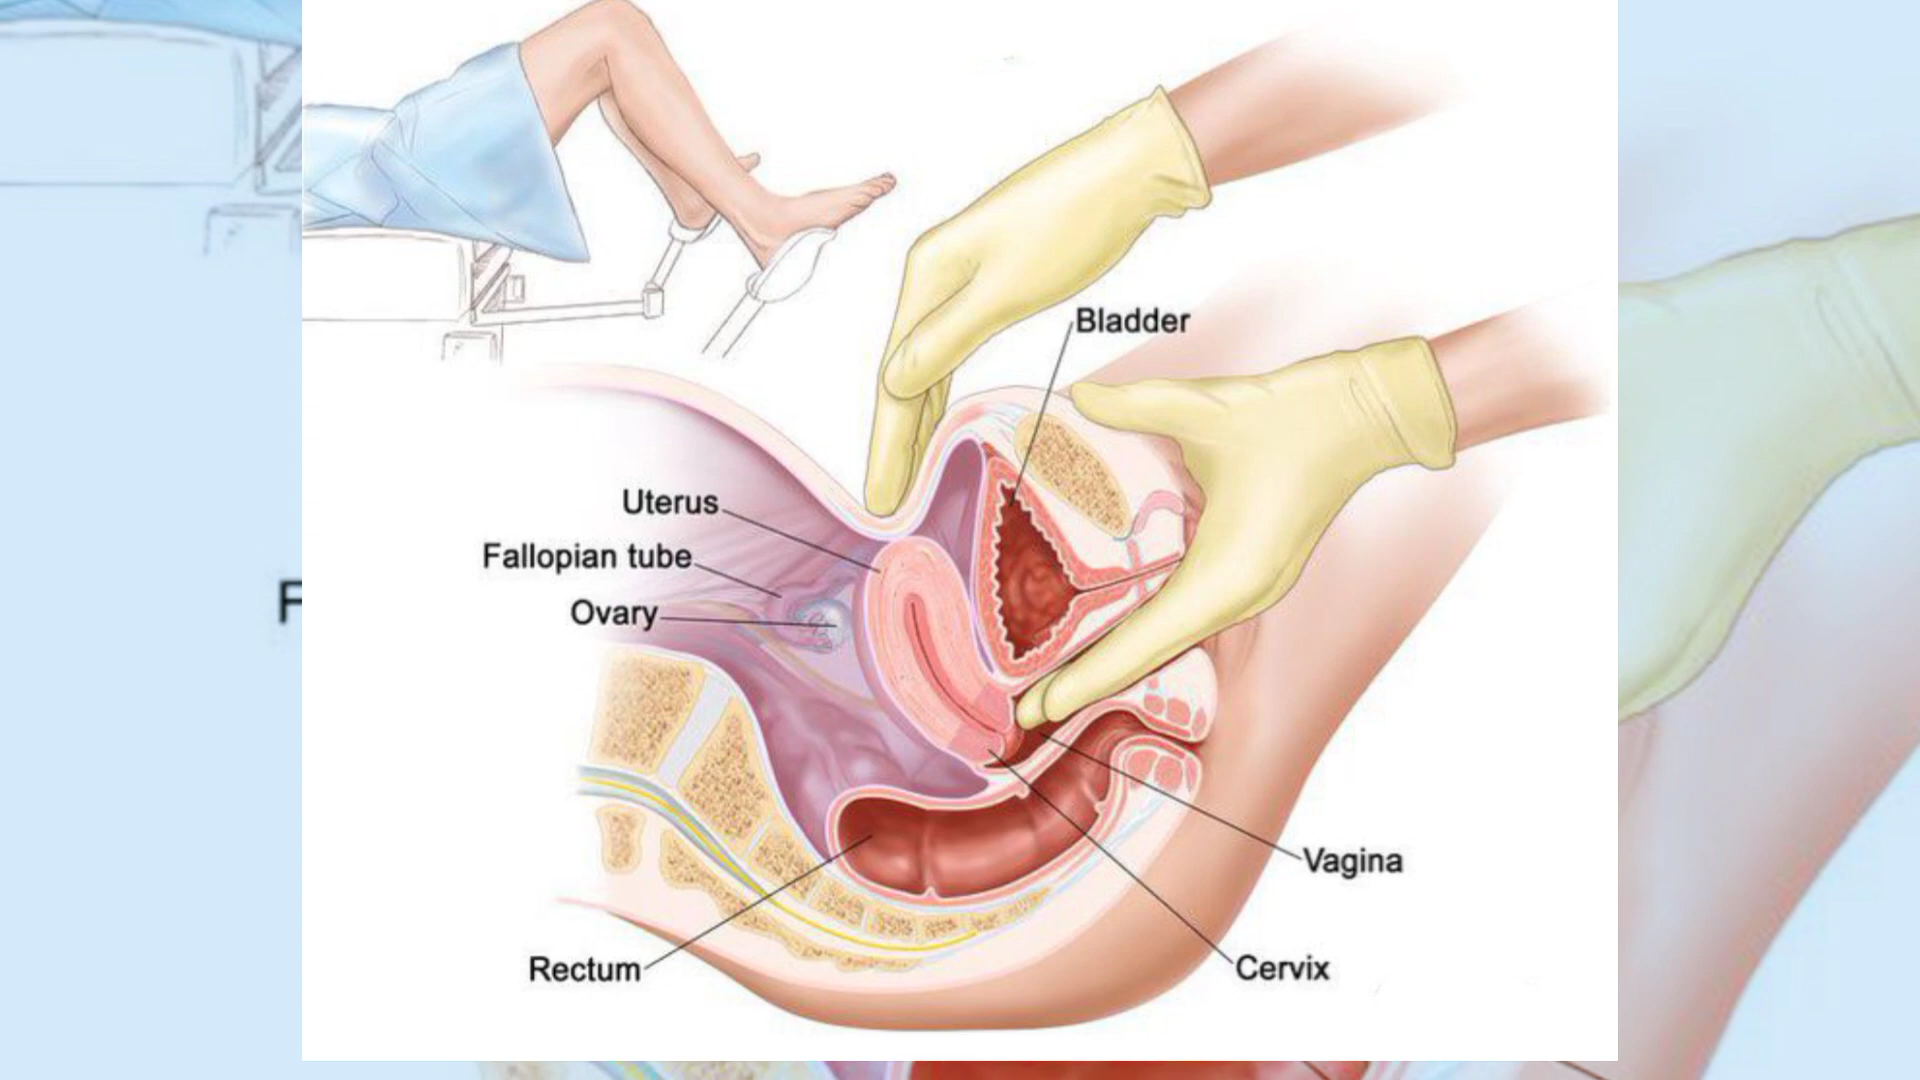 Bladder
Uterus
Fallopian tube
Ovary
Vagina
Rectum
Cervix
F